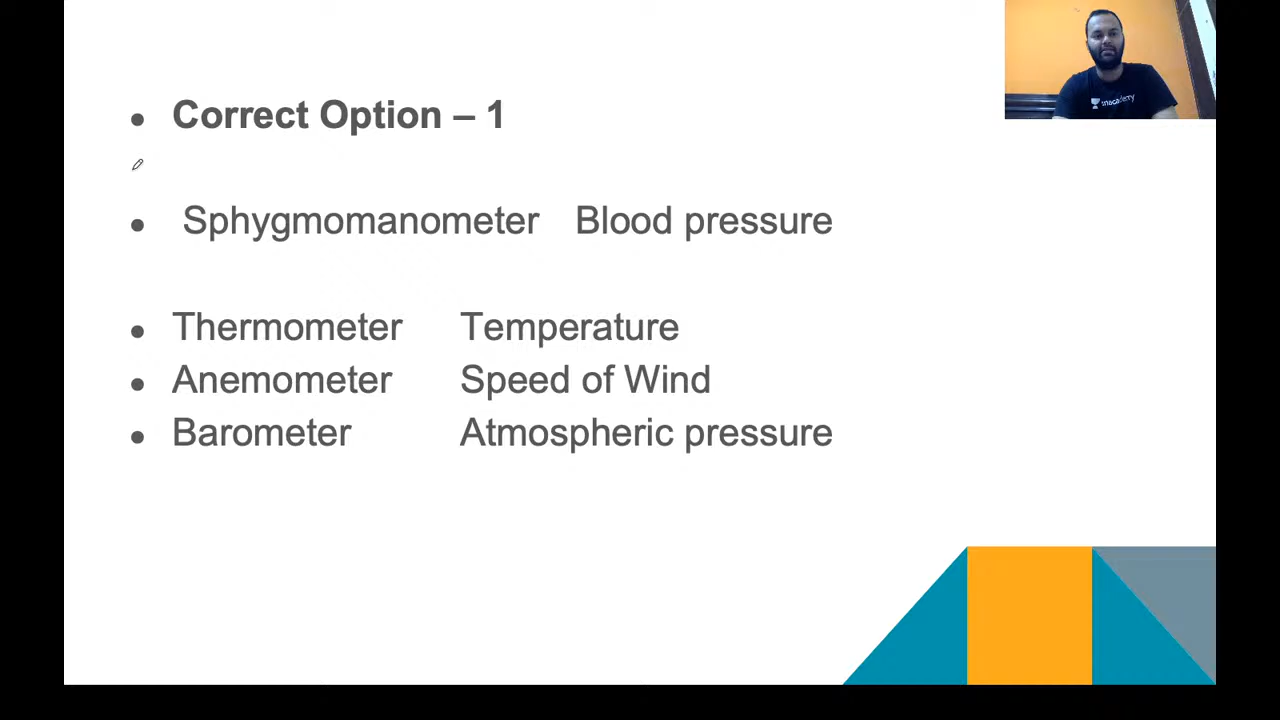 Correct Option – 1
Sphygmomanometer Blood pressure
Thermometer Temperature
Anemometer Speed of Wind
Barometer Atmospheric pressure